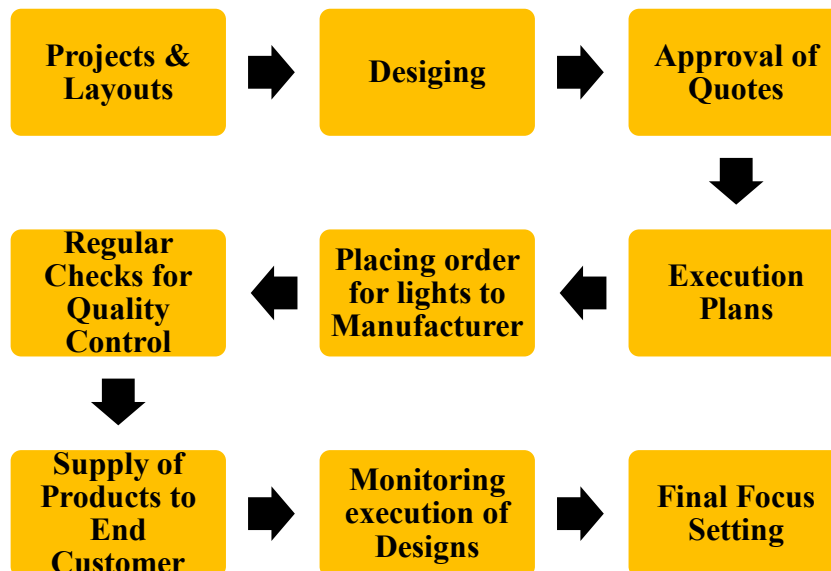 Projects &
Layouts
Desiging
Approval of
Quotes
Regular
Checks for
Quality
Control
Placing order
for lights to
Manufacturer
Execution
Plans
Supply of
Products to
End
Customer
Monitoring
execution of
Designs
Final Focus
Setting